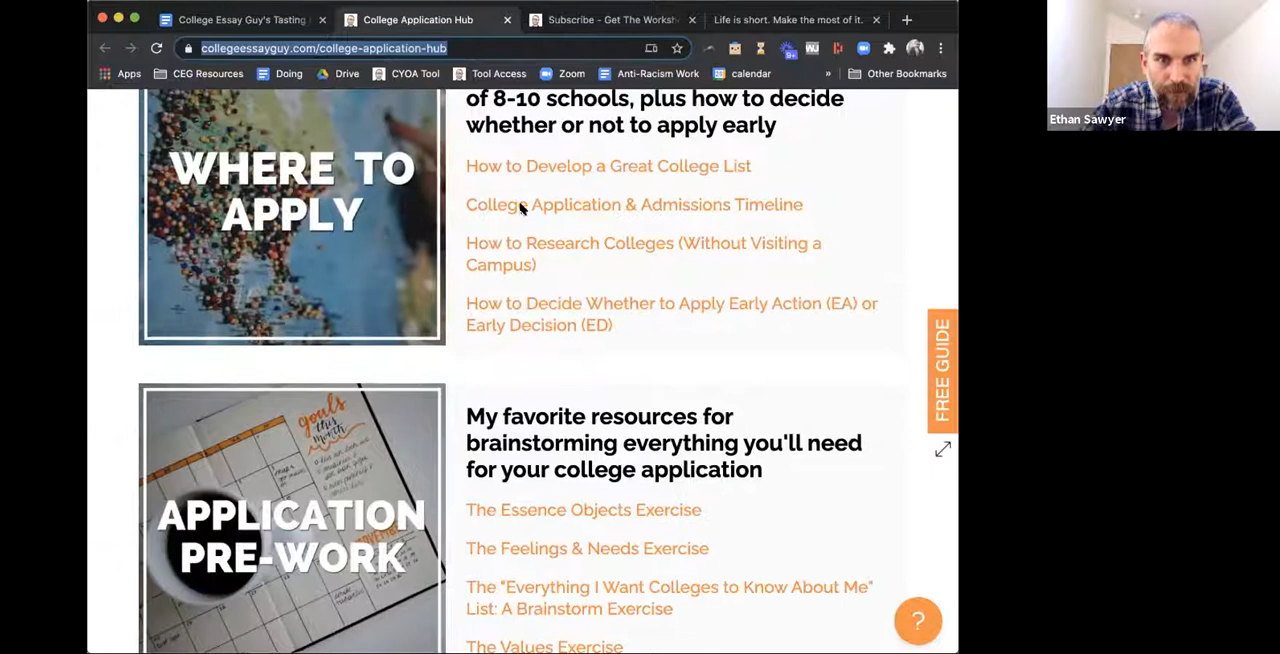 College Essay Guy's Tasting
College Application Hub
Subscribe - Get The Worksh
Life is short. Make the most of it.
collegeessayguy.com/college-application-hub
9+
WJ
Apps
CEG Resources
Doing
Drive
CYOA Tool
Tool Access
Zoom
Anti-Racism Work
calendar
»
Other Bookmarks
Ethan Sawyer
WHERE TO
APPLY
of 8-10 schools, plus how to decide
whether or not to apply early
How to Develop a Great College List
College Application & Admissions Timeline
How to Research Colleges (Without Visiting a
Campus)
How to Decide Whether to Apply Early Action (EA) or
Early Decision (ED)
FREE GUIDE
goals
this
month
APPLICATION
PRE-WORK
My favorite resources for
brainstorming everything you'll need
for your college application
The Essence Objects Exercise
The Feelings & Needs Exercise
The "Everything I Want Colleges to Know About Me"
List: A Brainstorm Exercise
The Values Exercise
?